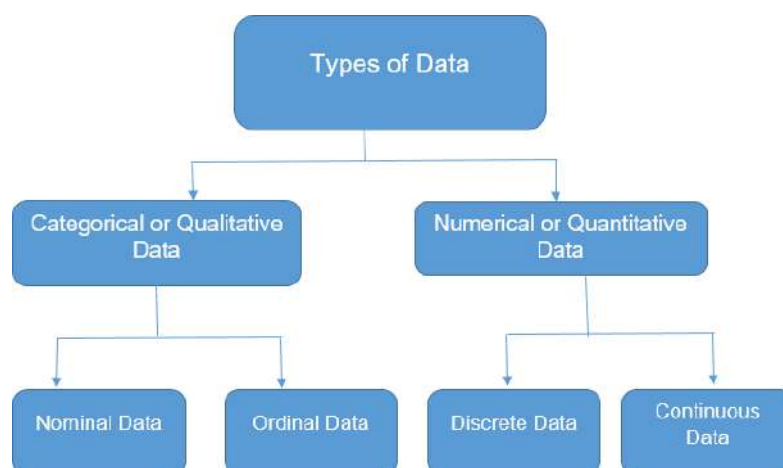 Types of Data
Categorical or Qualitative
Data
Numerical or Quantitative
Data
Nominal Data
Ordinal Data
Discrete Data
Continuous
Data